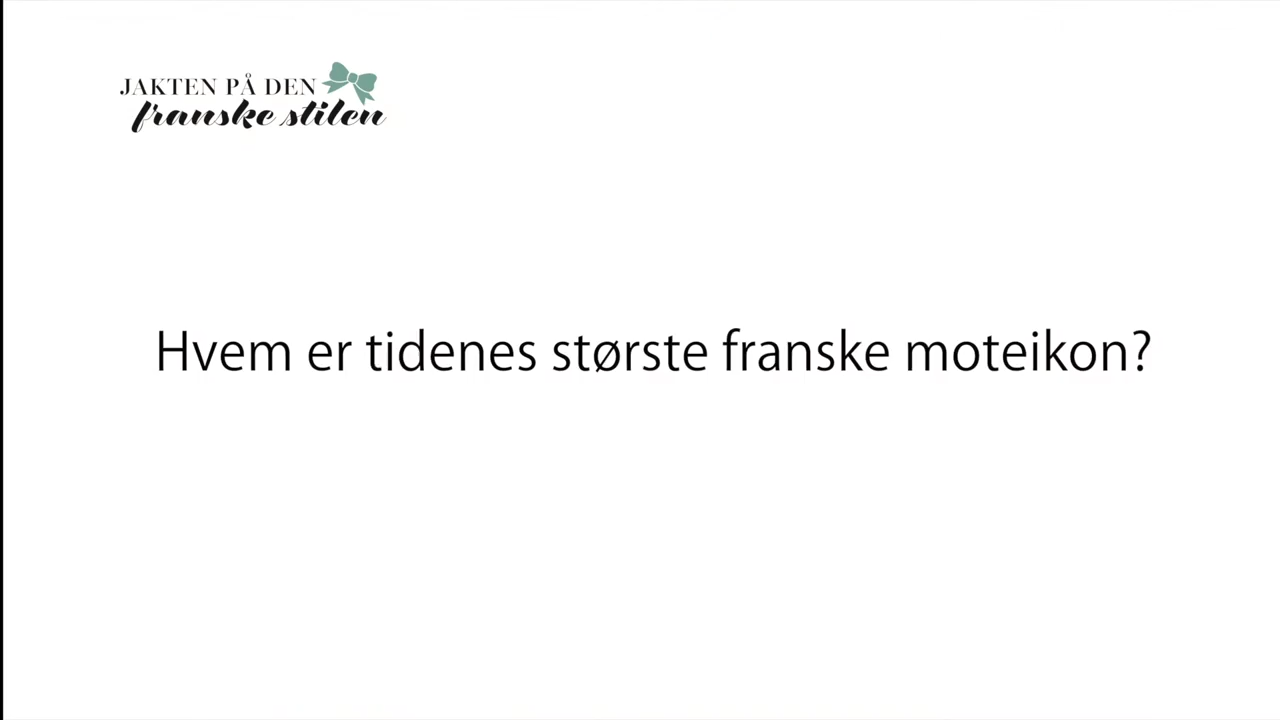 JAKTEN PÅ DEN
franske stilen
Hvem er tidenes største franske moteikon?